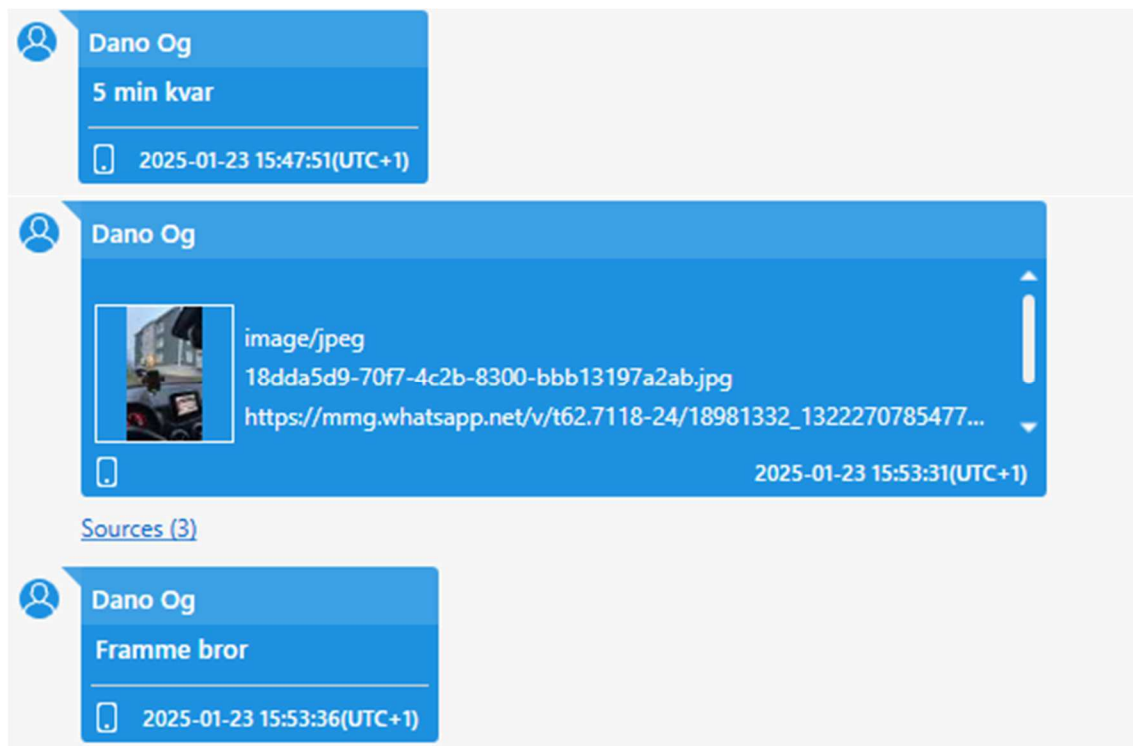 Dano Og
5 min kvar
2025-01-23 15:47:51(UTC+1)
Dano Og
image/jpeg
18dda5d9-70f7-4c2b-8300-bbb13197a2ab.jpg
https://mmg.whatsapp.net/v/t62.7118-24/18981332_1322270785477...
2025-01-23 15:53:31(UTC+1)
Sources (3)
Dano Og
Framme bror
2025-01-23 15:53:36(UTC+1)